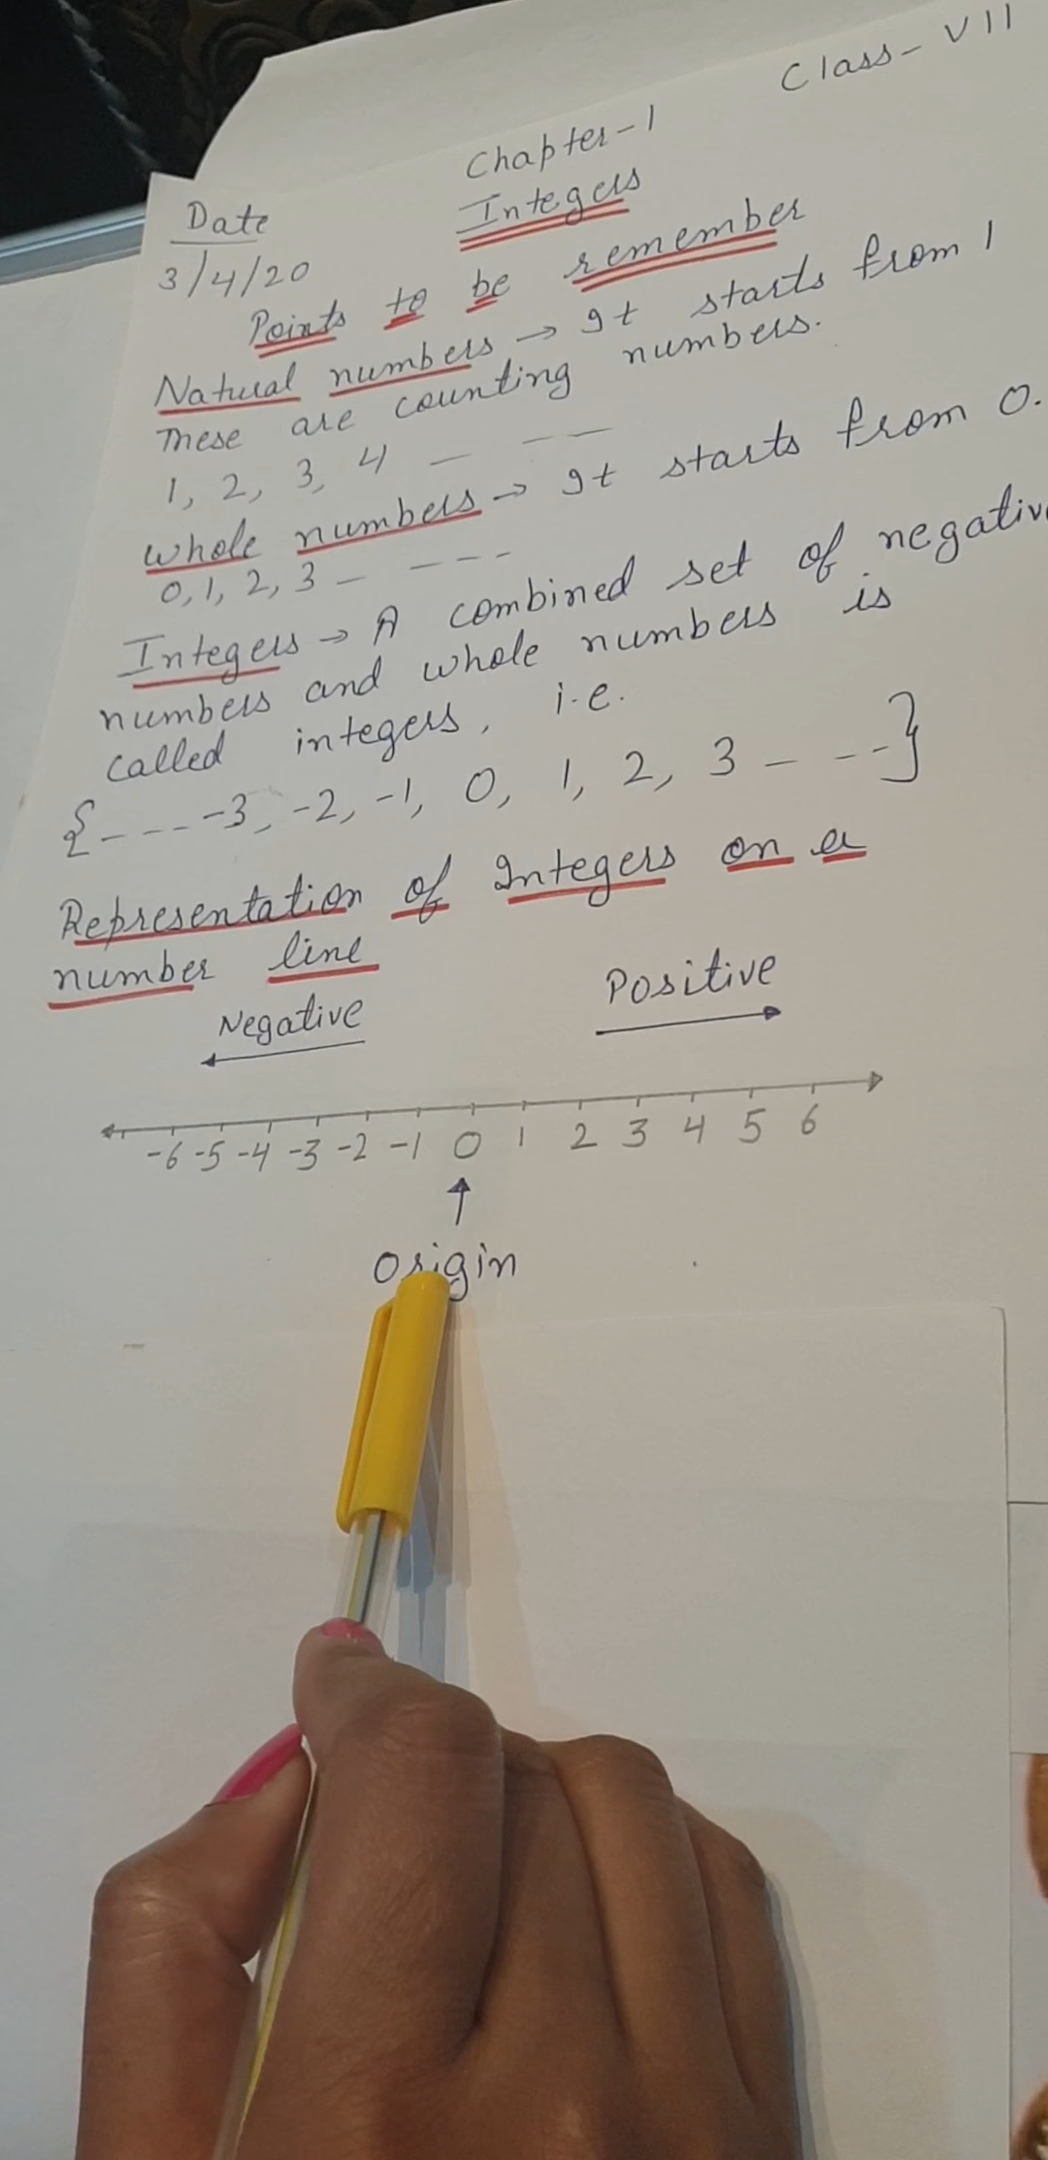 Class- VII
Chapter-1
Integers
Date
3/4/20
Points to be remember
Natural numbers → It starts from 1
These are counting numbers.
1, 2, 3, 4 — — —
Whole numbers → It starts from 0.
0, 1, 2, 3 - - - -
Integers → A combined set of negative
numbers and whole numbers is
called integers, i.e.
{- - - -3, -2, -1, 0, 1, 2, 3 - - -}
Representation of Integers on a
number line
Negative Positive
-6 -5 -4 -3 -2 -1 0 1 2 3 4 5 6
↑
Origin